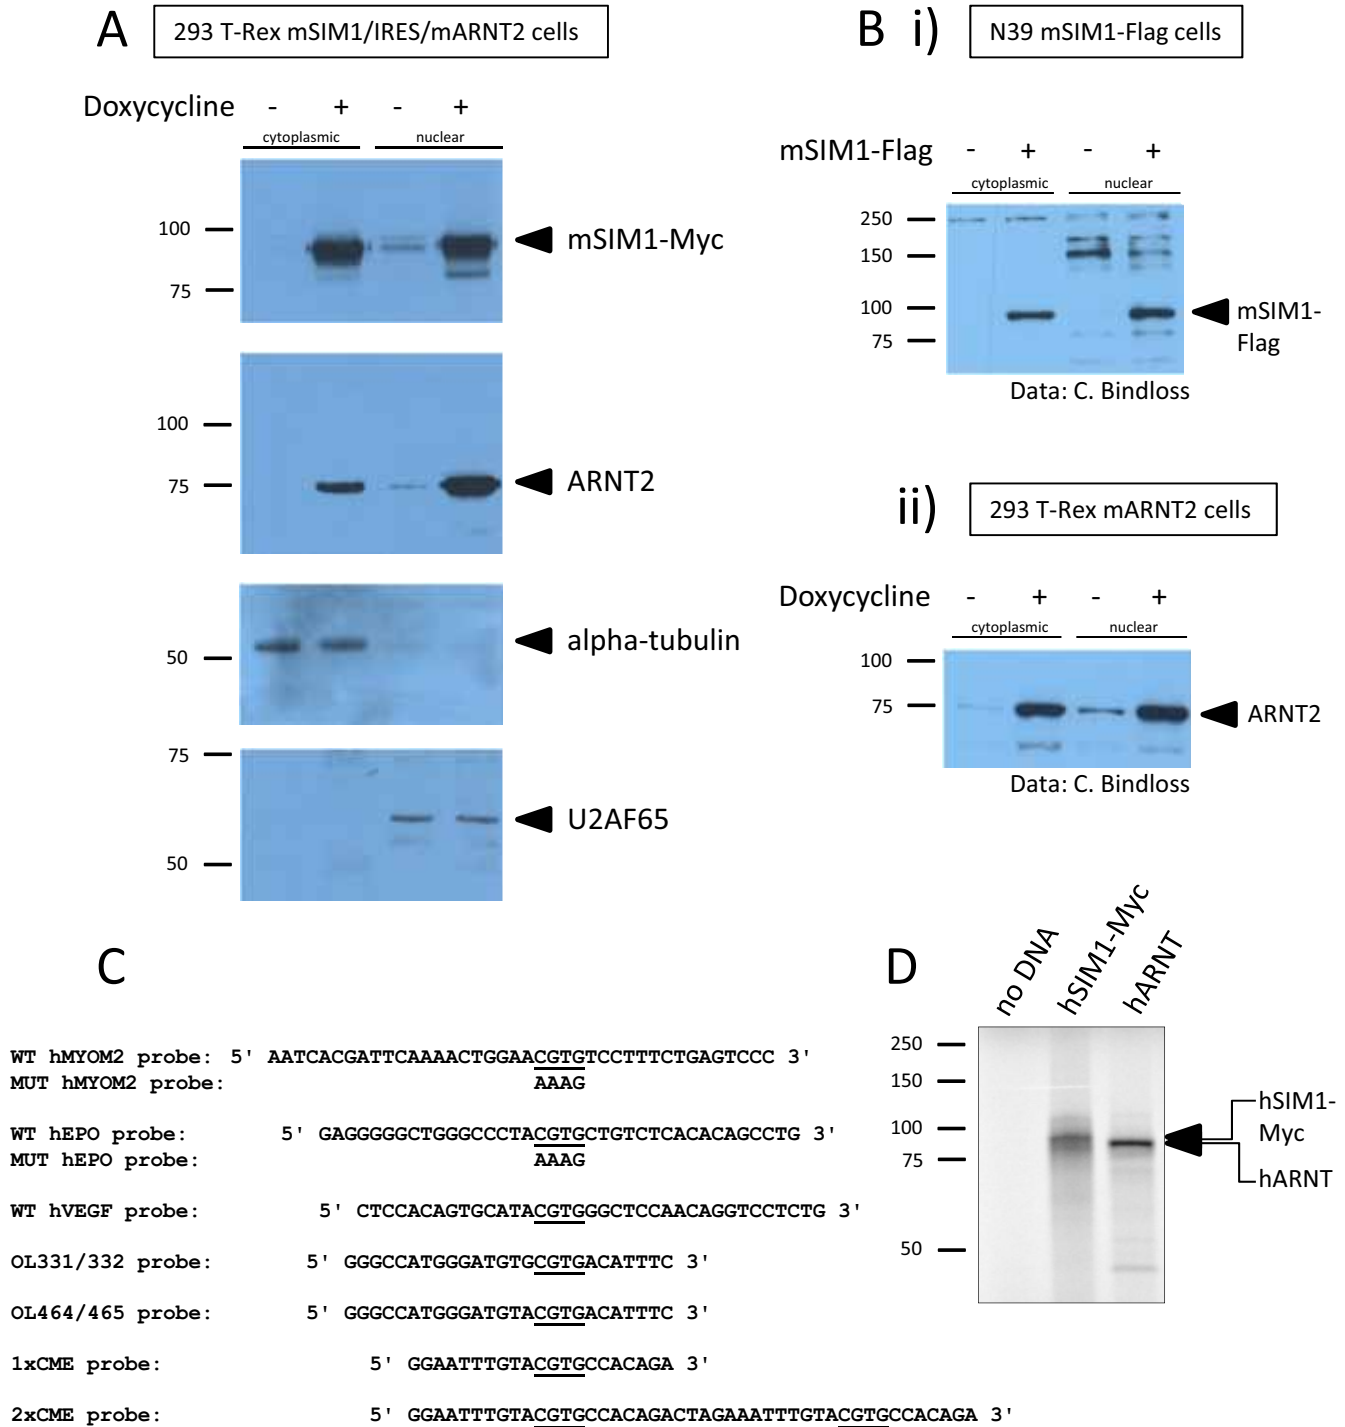 A
293 T-Rex mSIM1/IRES/mARNT2 cells
Doxycycline - + - +
cytoplasmic nuclear
100
75
mSIM1-Myc
100
75
ARNT2
50
alpha-tubulin
75
50
U2AF65
B i)
N39 mSIM1-Flag cells
mSIM1-Flag - + - +
cytoplasmic nuclear
250
150
100
75
mSIM1-
Flag
Data: C. Bindloss
ii)
293 T-Rex mARNT2 cells
Doxycycline - + - +
cytoplasmic nuclear
100
75
ARNT2
Data: C. Bindloss
C
WT hMYOM2 probe: 5' AATCACGATTCAAAACTGGAACGTGTCCTTTCTGAGTCCC 3'
MUT hMYOM2 probe: AAAG
WT hEPO probe: 5' GAGGGGGCTGGGCCCTACGTGCTGTCTCACACAGCCTG 3'
MUT hEPO probe: AAAG
WT hVEGF probe: 5' CTCCACAGTGCATACGTGGGCTCCAACAGGTCCTCTG 3'
OL331/332 probe: 5' GGGCCATGGGATGTGCGTGACATTTC 3'
OL464/465 probe: 5' GGGCCATGGGATGTACGTGACATTTC 3'
1xCME probe: 5' GGAATTTGTACGTGCCACAGA 3'
2xCME probe: 5' GGAATTTGTACGTGCCACAGACTAGAAATTTGTACGTGCCACAGA 3'
D
no DNA
hSIM1-Myc
hARNT
250
150
100
75
50
hSIM1-
Myc
hARNT